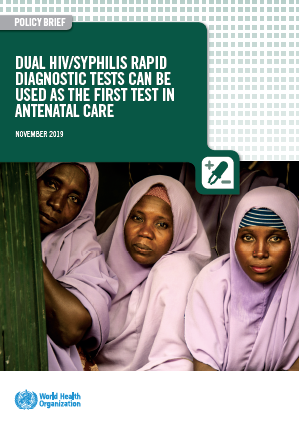 POLICY BRIEF
DUAL HIV/SYPHILIS RAPID
DIAGNOSTIC TESTS CAN BE
USED AS THE FIRST TEST IN
ANTENATAL CARE
NOVEMBER 2019
World Health
Organization